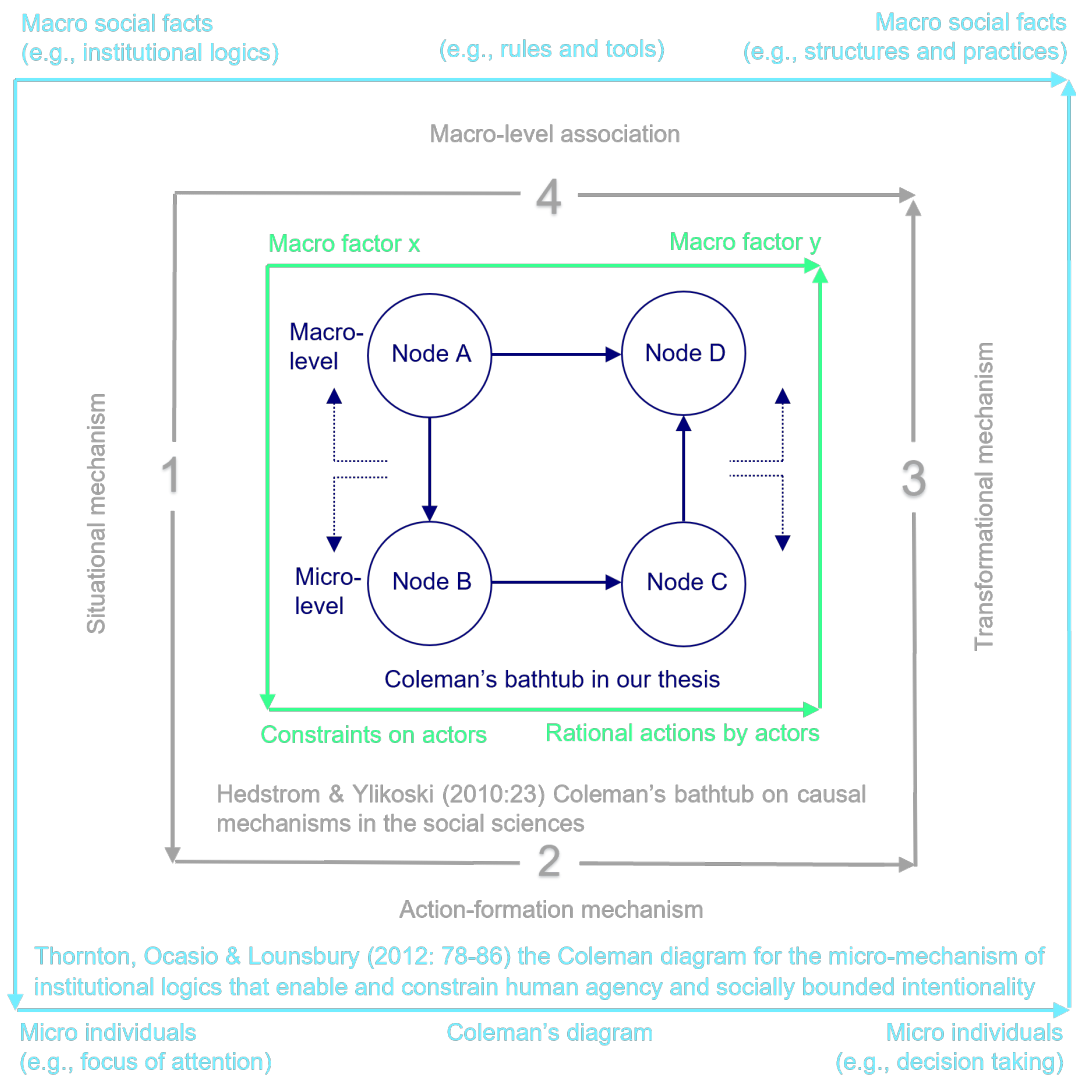 Macro social facts
(e.g., institutional logics)
(e.g., rules and tools)
Macro social facts
(e.g., structures and practices)
Macro-level association
4
Macro factor x
Macro factor y
Macro-
level
Node A
Node D
Situational mechanism
1
3
Transformational mechanism
Micro-
level
Node B
Node C
Coleman’s bathtub in our thesis
Constraints on actors
Rational actions by actors
Hedstrom & Ylikoski (2010:23) Coleman’s bathtub on causal
mechanisms in the social sciences
2
Action-formation mechanism
Thornton, Ocasio & Lounsbury (2012: 78-86) the Coleman diagram for the micro-mechanism of
institutional logics that enable and constrain human agency and socially bounded intentionality
Micro individuals
(e.g., focus of attention)
Coleman’s diagram
Micro individuals
(e.g., decision taking)